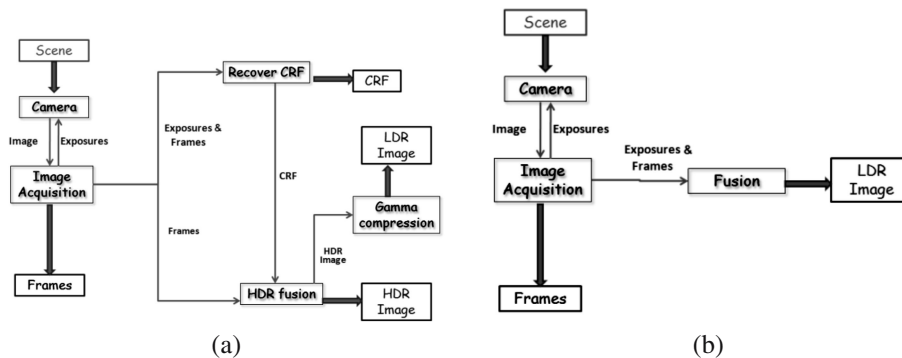 Scene
Camera
Image
Exposures
Image
Acquisition
Frames
Exposures &
Frames
Frames
Recover CRF
CRF
CRF
LDR
Image
Gamma
compression
HDR
Image
HDR fusion
HDR
Image
(a)
Scene
Camera
Image
Exposures
Image
Acquisition
Frames
Exposures &
Frames
Fusion
LDR
Image
(b)